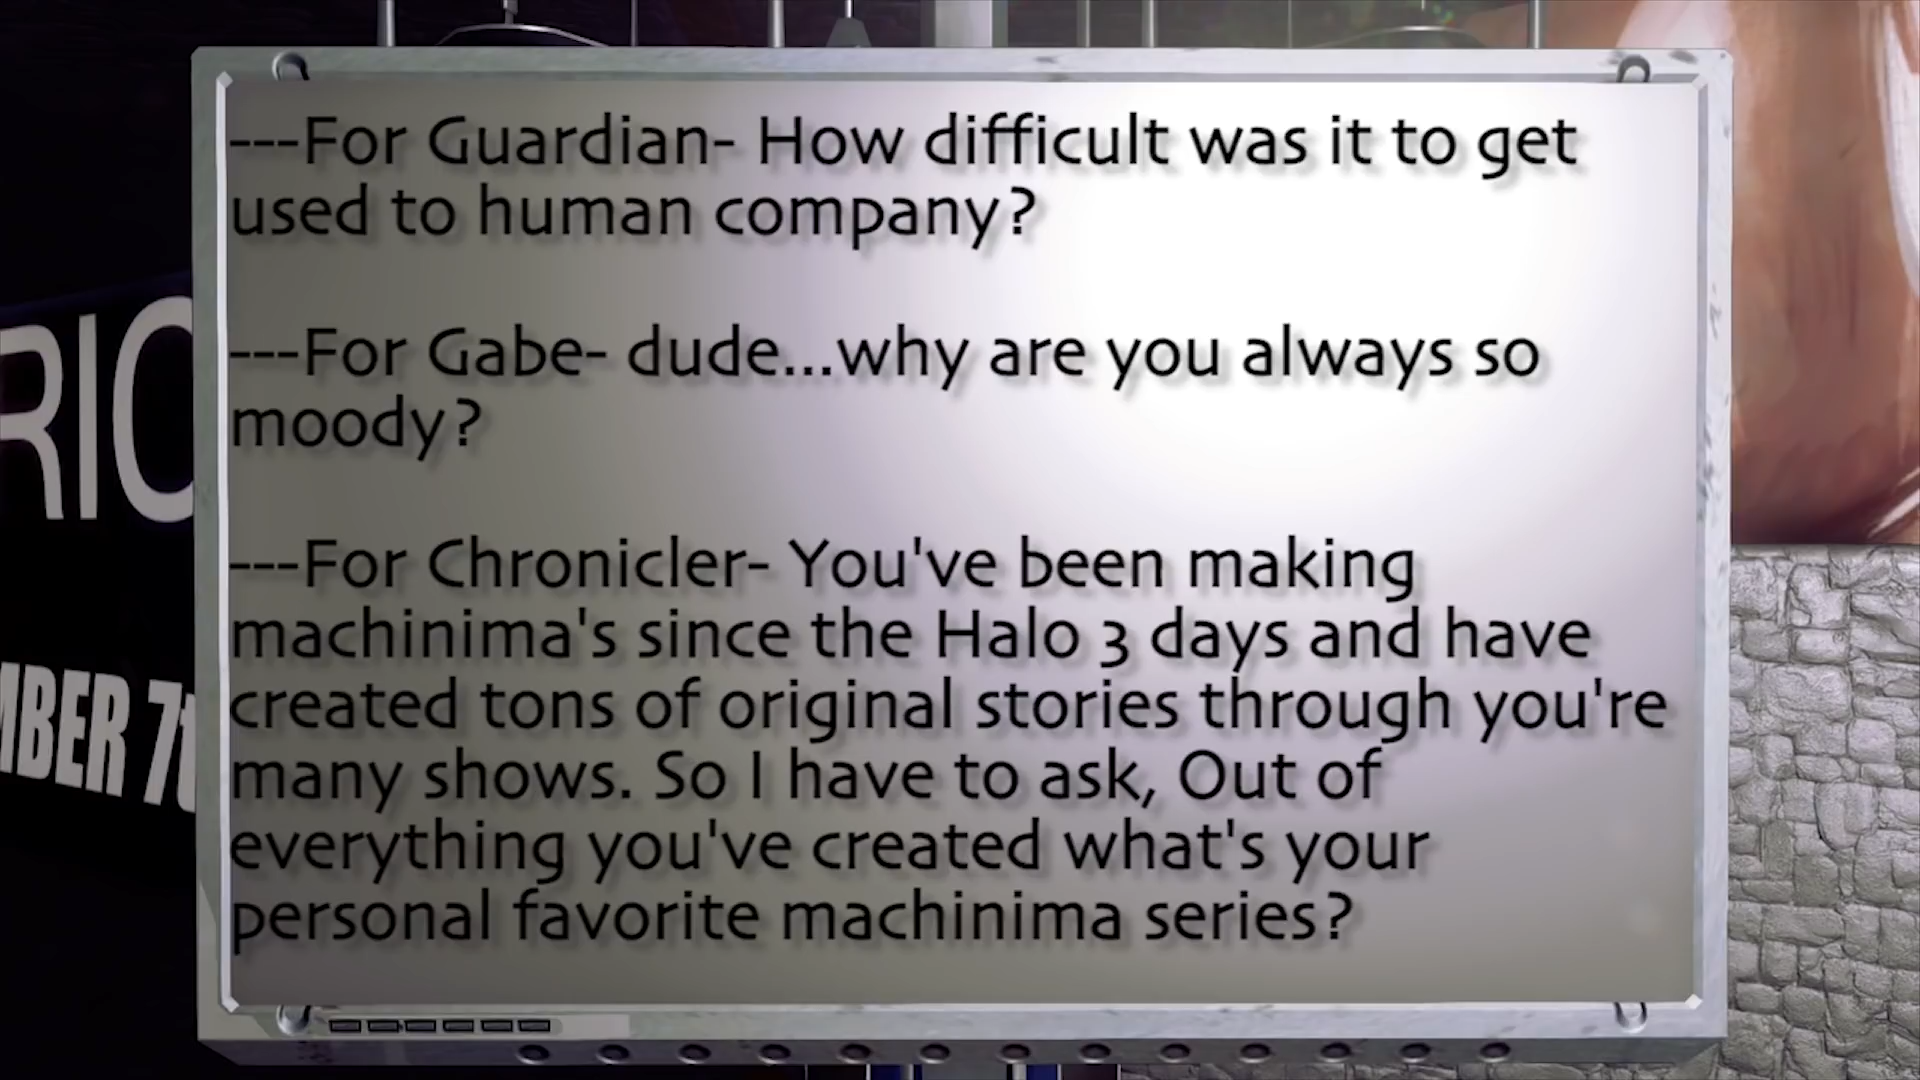 ---For Guardian- How difficult was it to get
used to human company?
---For Gabe- dude...why are you always so
moody?
---For Chronicler- You've been making
machinima's since the Halo 3 days and have
created tons of original stories through you're
many shows. So I have to ask, Out of
everything you've created what's your
personal favorite machinima series?
RIO
MBER 7t